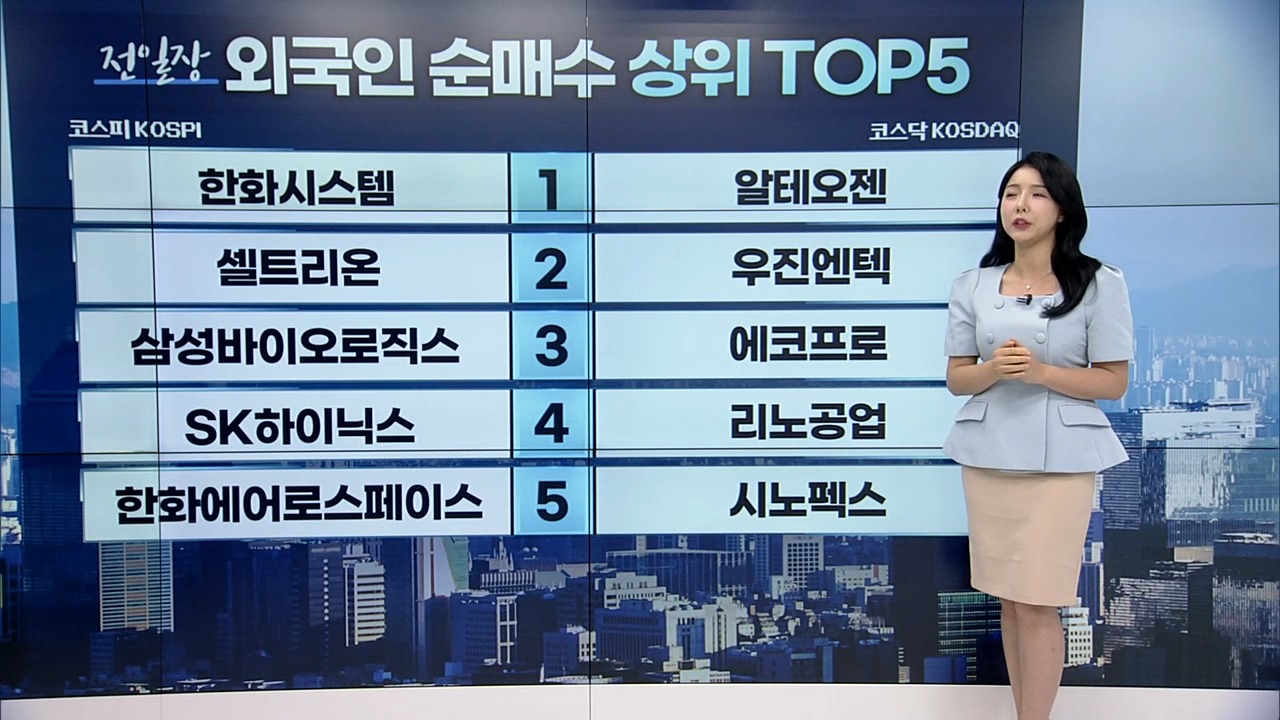 전일장 외국인 순매수 상위 TOP5
코스피 KOSPI
코스닥 KOSDAQ
한화시스템 1 알테오젠
셀트리온 2 우진엔텍
삼성바이오로직스 3 에코프로
SK하이닉스 4 리노공업
한화에어로스페이스 5 시노펙스